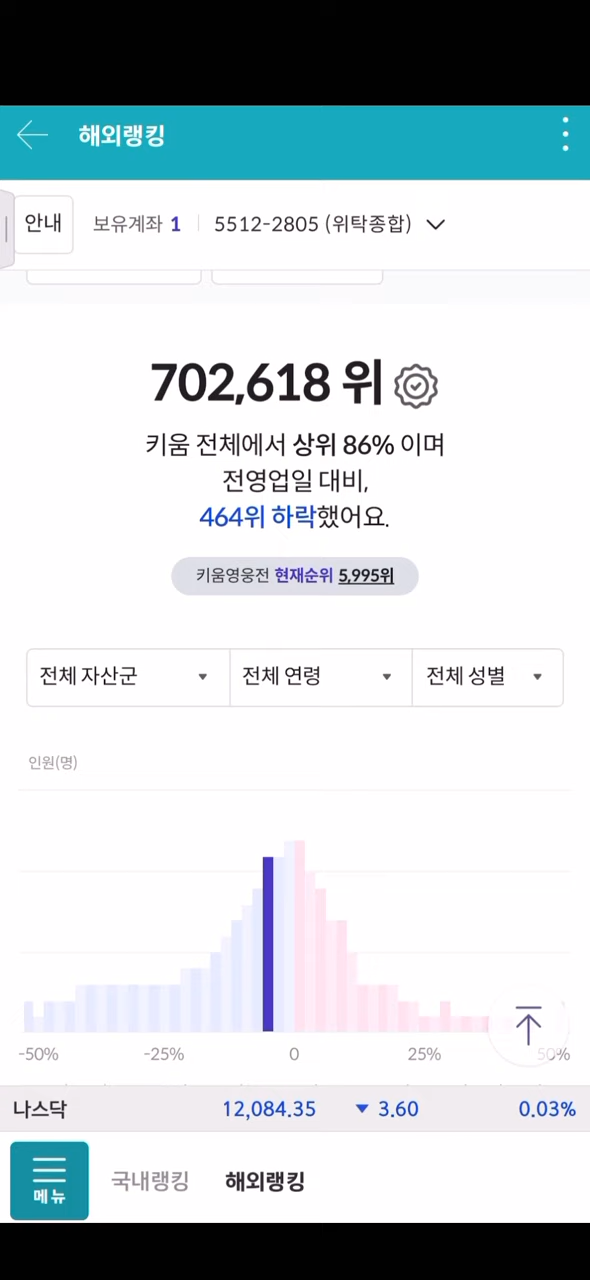 해외랭킹
안내 보유계좌 1 5512-2805 (위탁종합)
702,618 위
키움 전체에서 상위 86% 이며
전영업일 대비,
464위 하락했어요.
키움영웅전 현재순위 5,995위
전체 자산군 전체 연령 전체 성별
인원(명)
-50% -25% 0 25% 50%
나스닥 12,084.35 ▼ 3.60 0.03%
메뉴 국내랭킹 해외랭킹